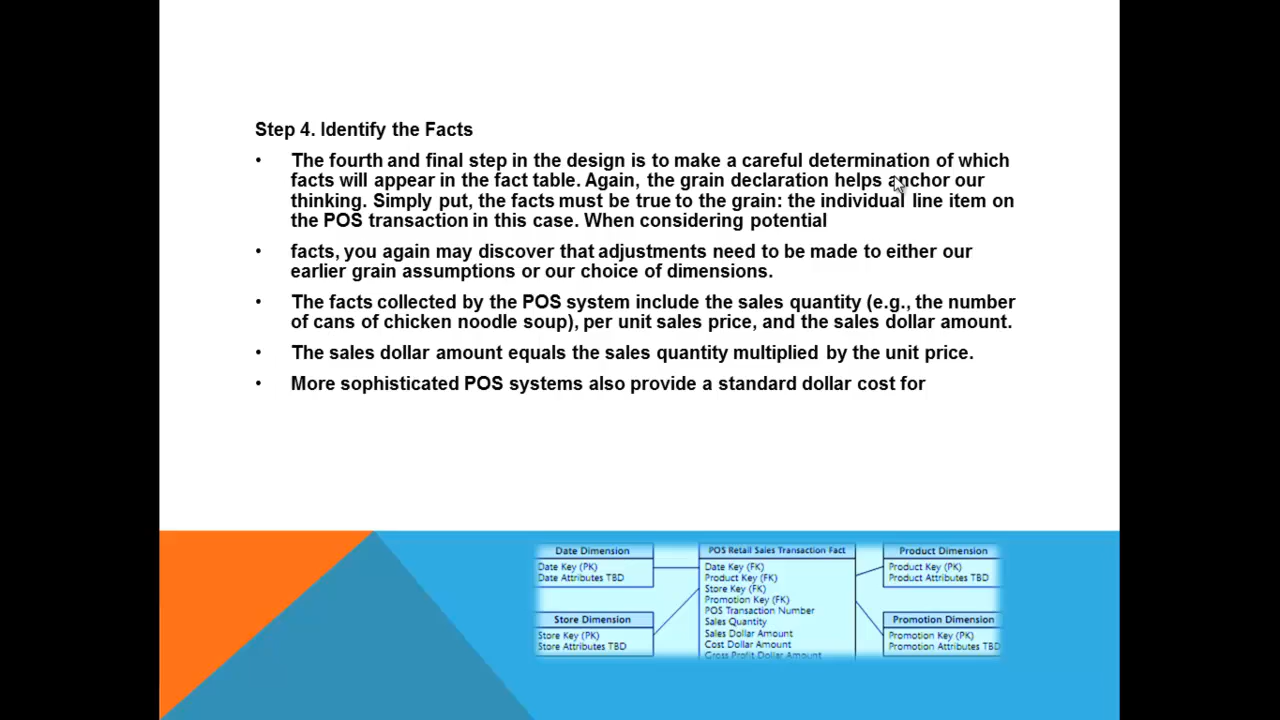 Step 4. Identify the Facts
• The fourth and final step in the design is to make a careful determination of which
facts will appear in the fact table. Again, the grain declaration helps anchor our
thinking. Simply put, the facts must be true to the grain: the individual line item on
the POS transaction in this case. When considering potential
• facts, you again may discover that adjustments need to be made to either our
earlier grain assumptions or our choice of dimensions.
• The facts collected by the POS system include the sales quantity (e.g., the number
of cans of chicken noodle soup), per unit sales price, and the sales dollar amount.
• The sales dollar amount equals the sales quantity multiplied by the unit price.
• More sophisticated POS systems also provide a standard dollar cost for
Date Dimension
Date Key (PK)
Date Attributes TBD
Store Dimension
Store Key (PK)
Store Attributes TBD
POS Retail Sales Transaction Fact
Date Key (FK)
Product Key (FK)
Store Key (FK)
Promotion Key (FK)
POS Transaction Number
Sales Quantity
Sales Dollar Amount
Cost Dollar Amount
Gross Profit Dollar Amount
Product Dimension
Product Key (PK)
Product Attributes TBD
Promotion Dimension
Promotion Key (PK)
Promotion Attributes TBD